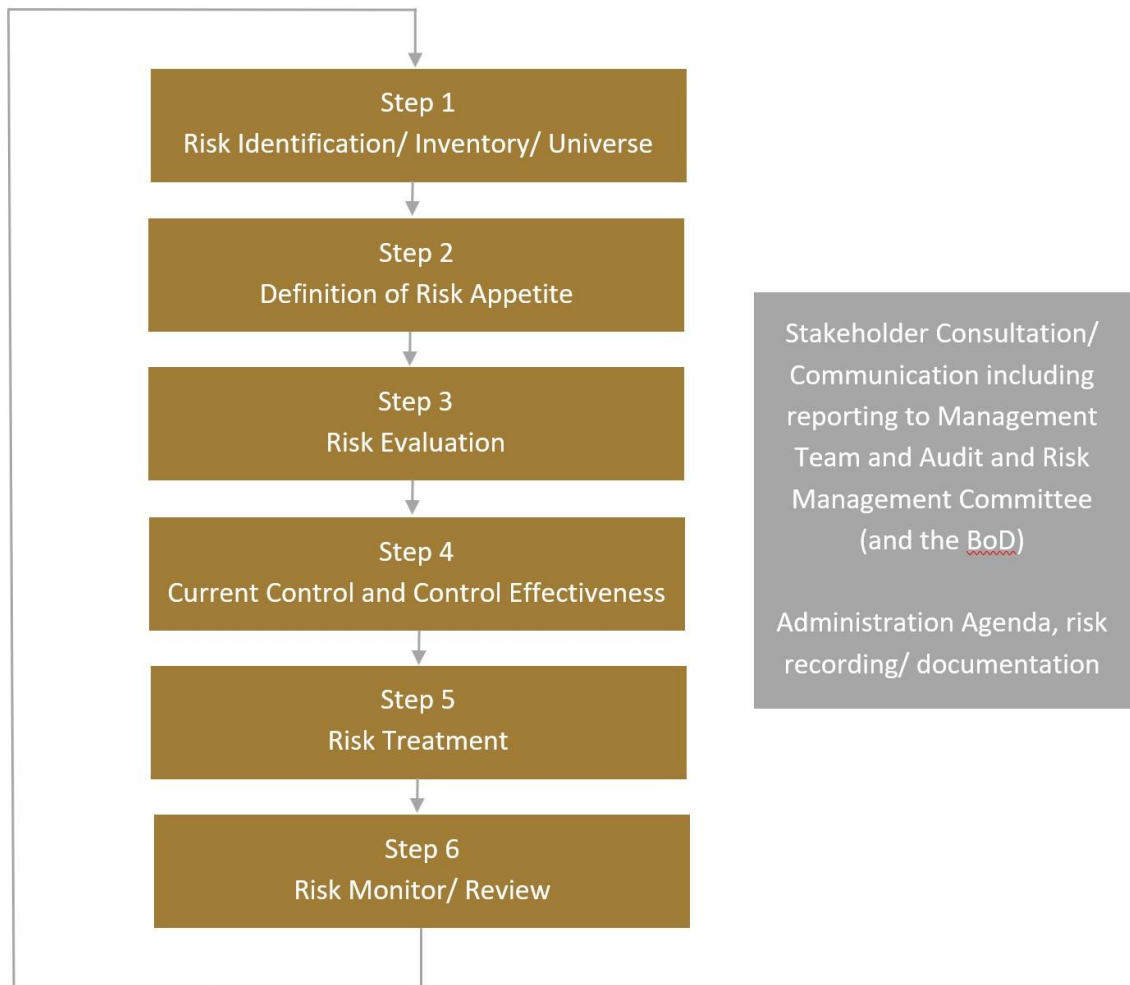 Step 1
Risk Identification/ Inventory/ Universe
Step 2
Definition of Risk Appetite
Step 3
Risk Evaluation
Step 4
Current Control and Control Effectiveness
Step 5
Risk Treatment
Step 6
Risk Monitor/ Review
Stakeholder Consultation/
Communication including
reporting to Management
Team and Audit and Risk
Management Committee
(and the BoD)
Administration Agenda, risk
recording/ documentation